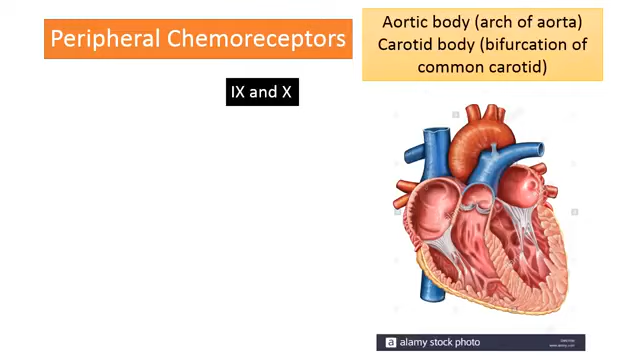 Peripheral Chemoreceptors
Aortic body (arch of aorta)
Carotid body (bifurcation of
common carotid)
IX and X
a alamy stock photo